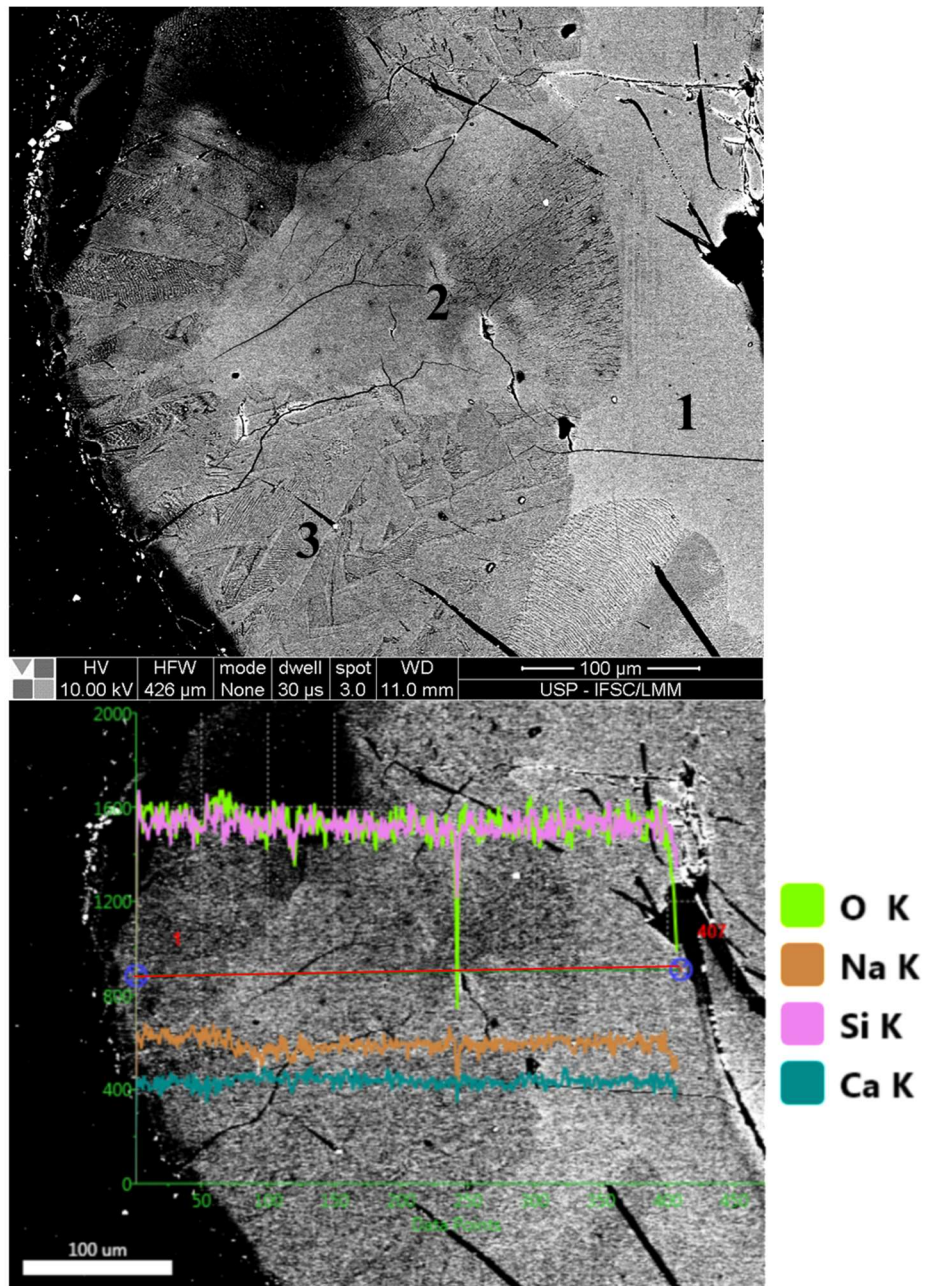 2
1
3
HV HFW mode dwell spot WD 100 µm
10.00 kV 426 µm None 30 µs 3.0 11.0 mm USP - IFSC/LMM
2000
1600
1200
1 407
800
400
0
50 100 150 200 250 300 350 400 450
Data Points
100 um
O K
Na K
Si K
Ca K